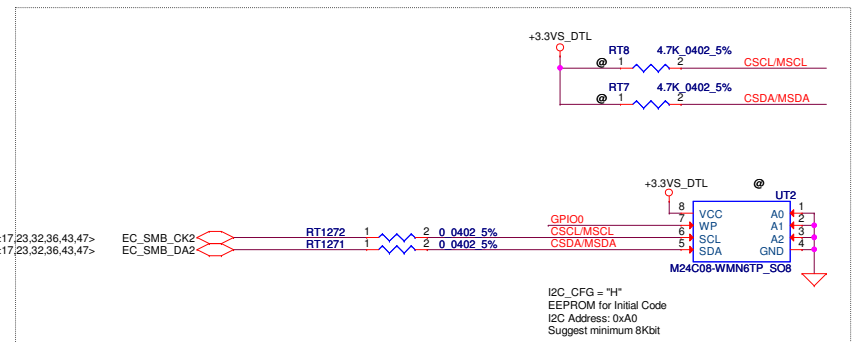 +3.3VS_DTL
RT8 4.7K_0402_5%
@ 1 2 CSCL/MSCL
RT7 4.7K_0402_5%
@ 1 2 CSDA/MSDA
+3.3VS_DTL @
UT2
8 VCC A0 1
GPIO0 7 WP A1 2
RT1272 1 2 0_0402_5% CSCL/MSCL 6 SCL A2 3
:17,23,32,36,43,47> EC_SMB_CK2
RT1271 1 2 0_0402_5% CSDA/MSDA 5 SDA GND 4
:17,23,32,36,43,47> EC_SMB_DA2
M24C08-WMN6TP_SO8
I2C_CFG = "H"
EEPROM for Initial Code
I2C Address: 0xA0
Suggest minimum 8Kbit